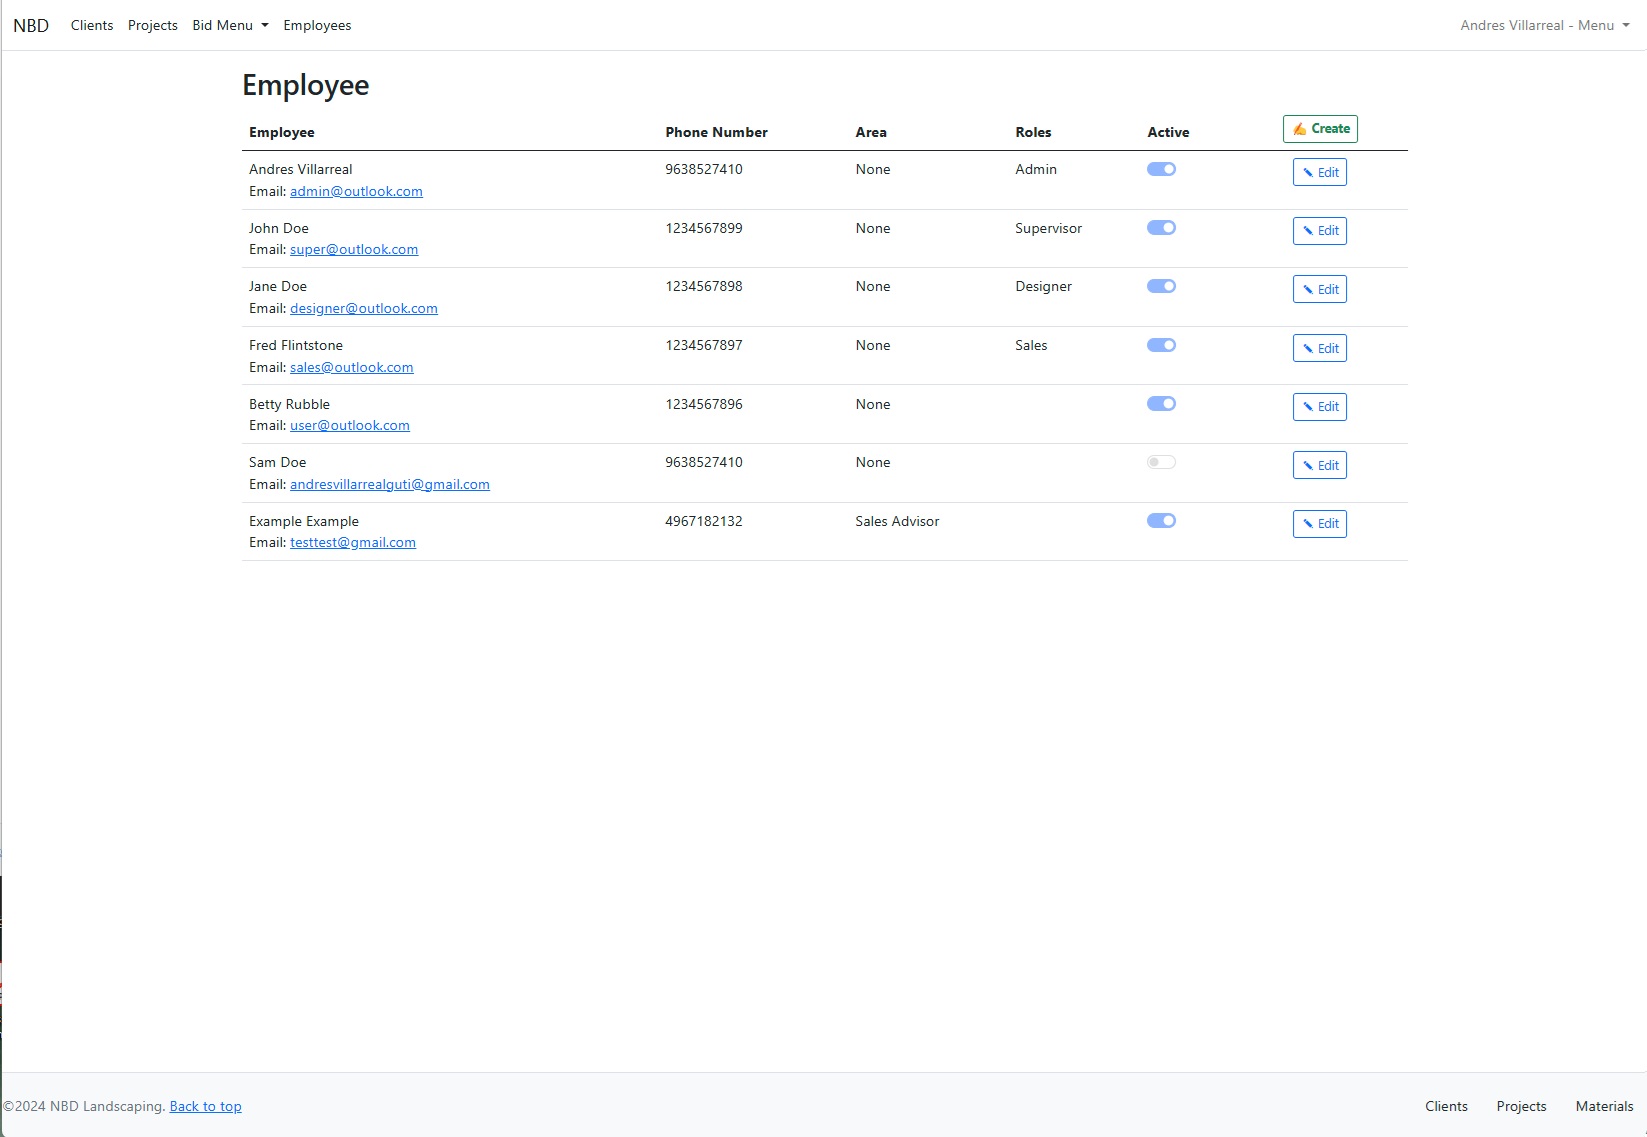 NBD Clients Projects Bid Menu Employees Andres Villarreal - Menu
Employee
Employee Phone Number Area Roles Active Create
Andres Villarreal 9638527410 None Admin Edit
Email: admin@outlook.com
John Doe 1234567899 None Supervisor Edit
Email: super@outlook.com
Jane Doe 1234567898 None Designer Edit
Email: designer@outlook.com
Fred Flintstone 1234567897 None Sales Edit
Email: sales@outlook.com
Betty Rubble 1234567896 None Edit
Email: user@outlook.com
Sam Doe 9638527410 None Edit
Email: andresvillarrealguti@gmail.com
Example Example 4967182132 Sales Advisor Edit
Email: testtest@gmail.com
©2024 NBD Landscaping. Back to top Clients Projects Materials